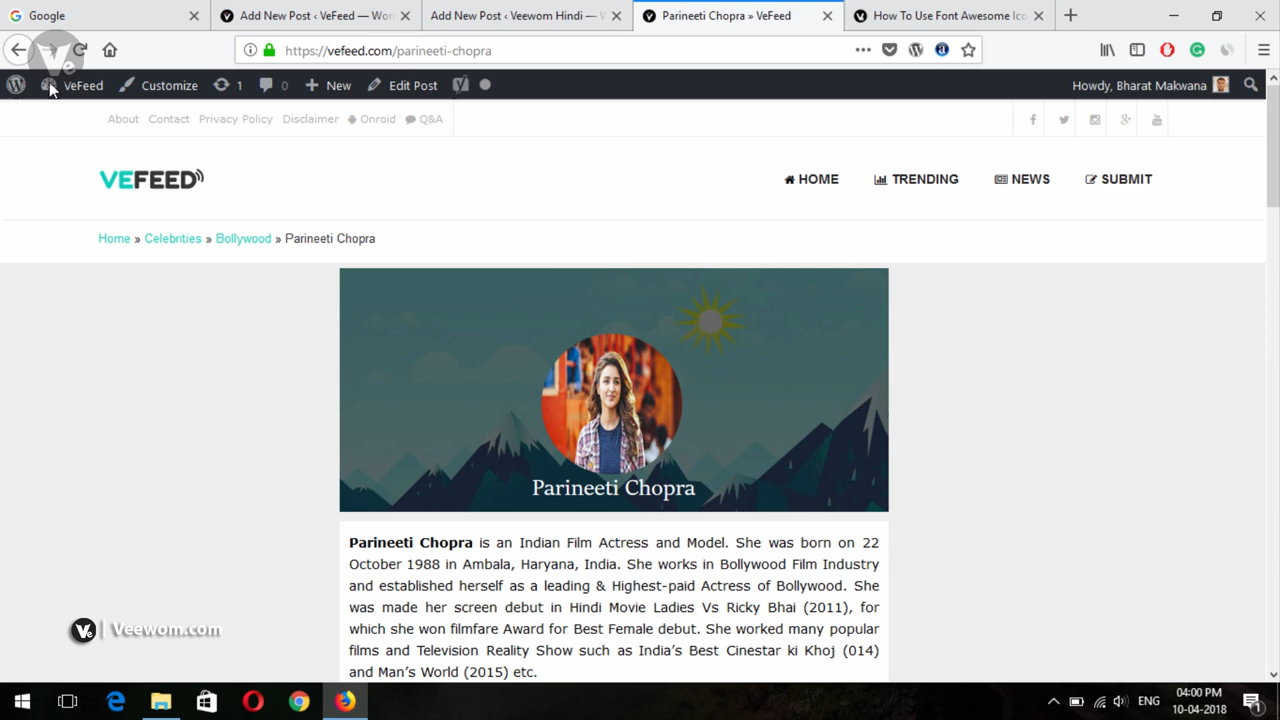 Google
Add New Post ‹ VeFeed — Wor
Add New Post ‹ Veewom Hindi — W
Parineeti Chopra » VeFeed
How To Use Font Awesome Ico
https://vefeed.com/parineeti-chopra
Ve
VeFeed
Customize
1
0
New
Edit Post
Howdy, Bharat Makwana
About
Contact
Privacy Policy
Disclaimer
Onroid
Q&A
VEFEED
HOME
TRENDING
NEWS
SUBMIT
Home » Celebrities » Bollywood » Parineeti Chopra
Parineeti Chopra
Parineeti Chopra is an Indian Film Actress and Model. She was born on 22
October 1988 in Ambala, Haryana, India. She works in Bollywood Film Industry
and established herself as a leading & Highest-paid Actress of Bollywood. She
was made her screen debut in Hindi Movie Ladies Vs Ricky Bhai (2011), for
which she won filmfare Award for Best Female debut. She worked many popular
films and Television Reality Show such as India's Best Cinestar ki Khoj (014)
and Man's World (2015) etc.
Ve | Veewom.com
ENG
04:00 PM
10-04-2018
1